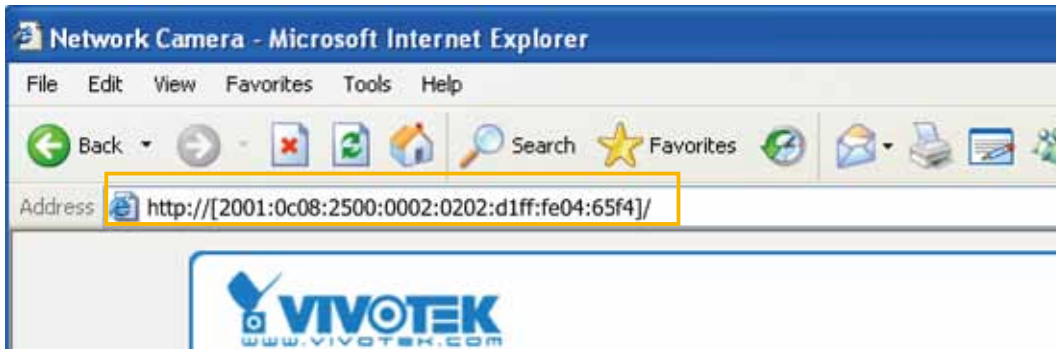 Network Camera - Microsoft Internet Explorer
File Edit View Favorites Tools Help
Back Search Favorites
Address http://[2001:0c08:2500:0002:0202:d1ff:fe04:65f4]/
VIVOTEK
www.vivotek.com